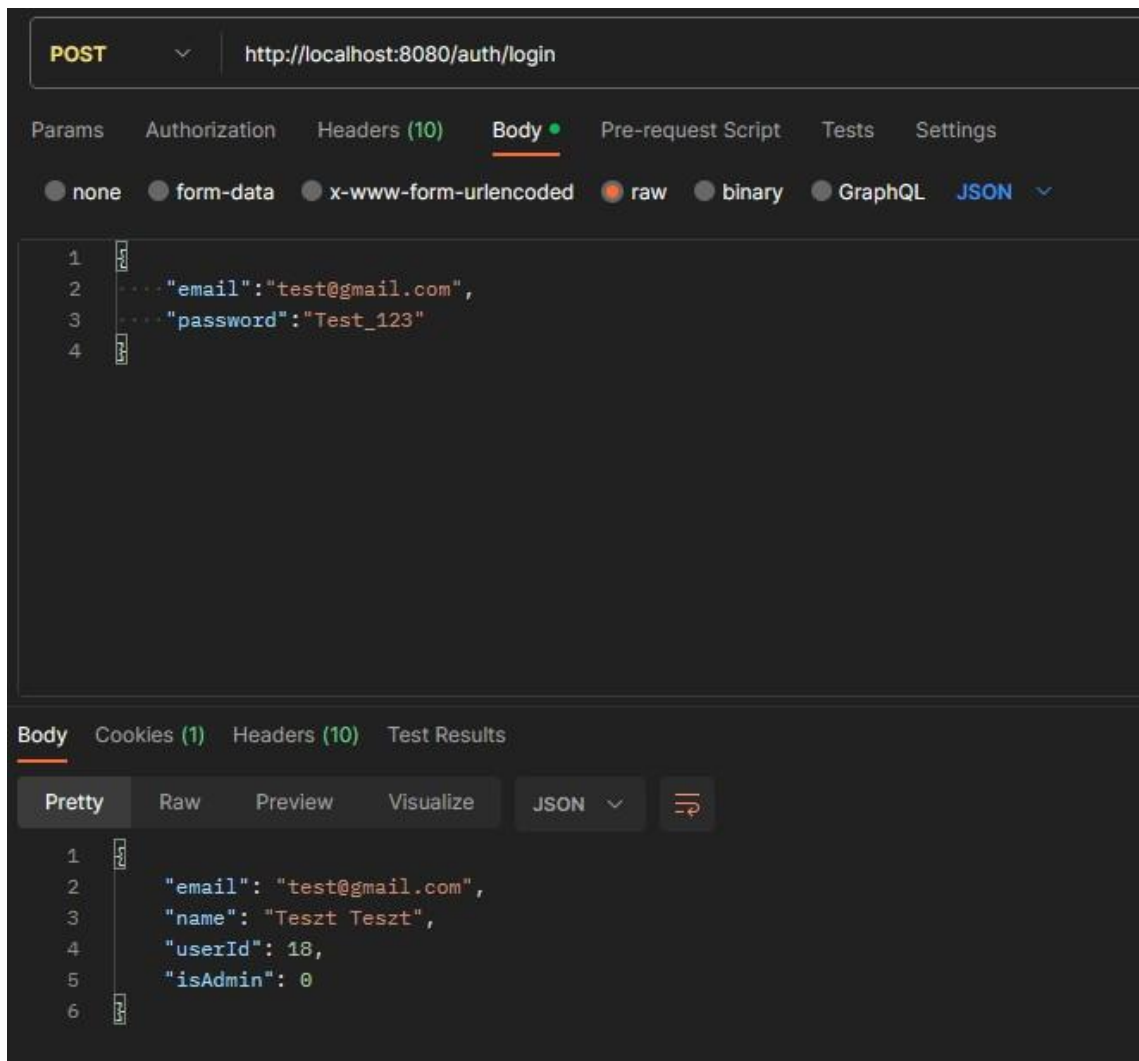 POST http://localhost:8080/auth/login
Params Authorization Headers (10) Body Pre-request Script Tests Settings
none form-data x-www-form-urlencoded raw binary GraphQL JSON
1 {
2 "email":"test@gmail.com",
3 "password":"Test_123"
4 }
Body Cookies (1) Headers (10) Test Results
Pretty Raw Preview Visualize JSON
1 {
2 "email": "test@gmail.com",
3 "name": "Teszt Teszt",
4 "userId": 18,
5 "isAdmin": 0
6 }